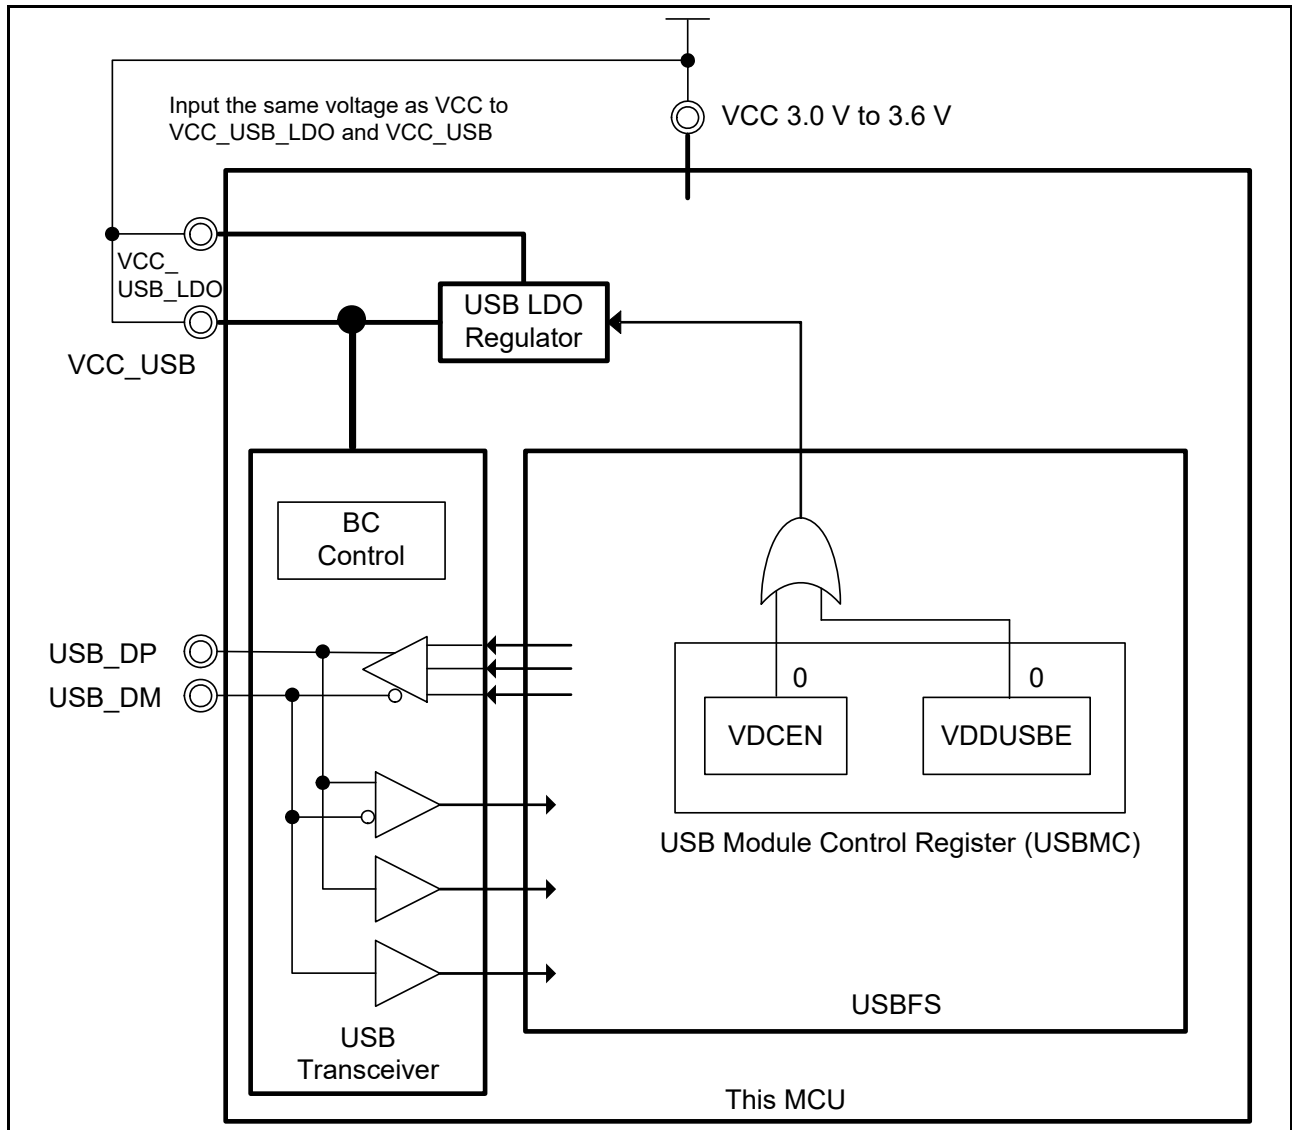 Input the same voltage as VCC to
VCC_USB_LDO and VCC_USB
VCC 3.0 V to 3.6 V
VCC_
USB_LDO
VCC_USB
USB LDO
Regulator
BC
Control
USB_DP
USB_DM
0
0
VDCEN
VDDUSBE
USB Module Control Register (USBMC)
USBFS
USB
Transceiver
This MCU